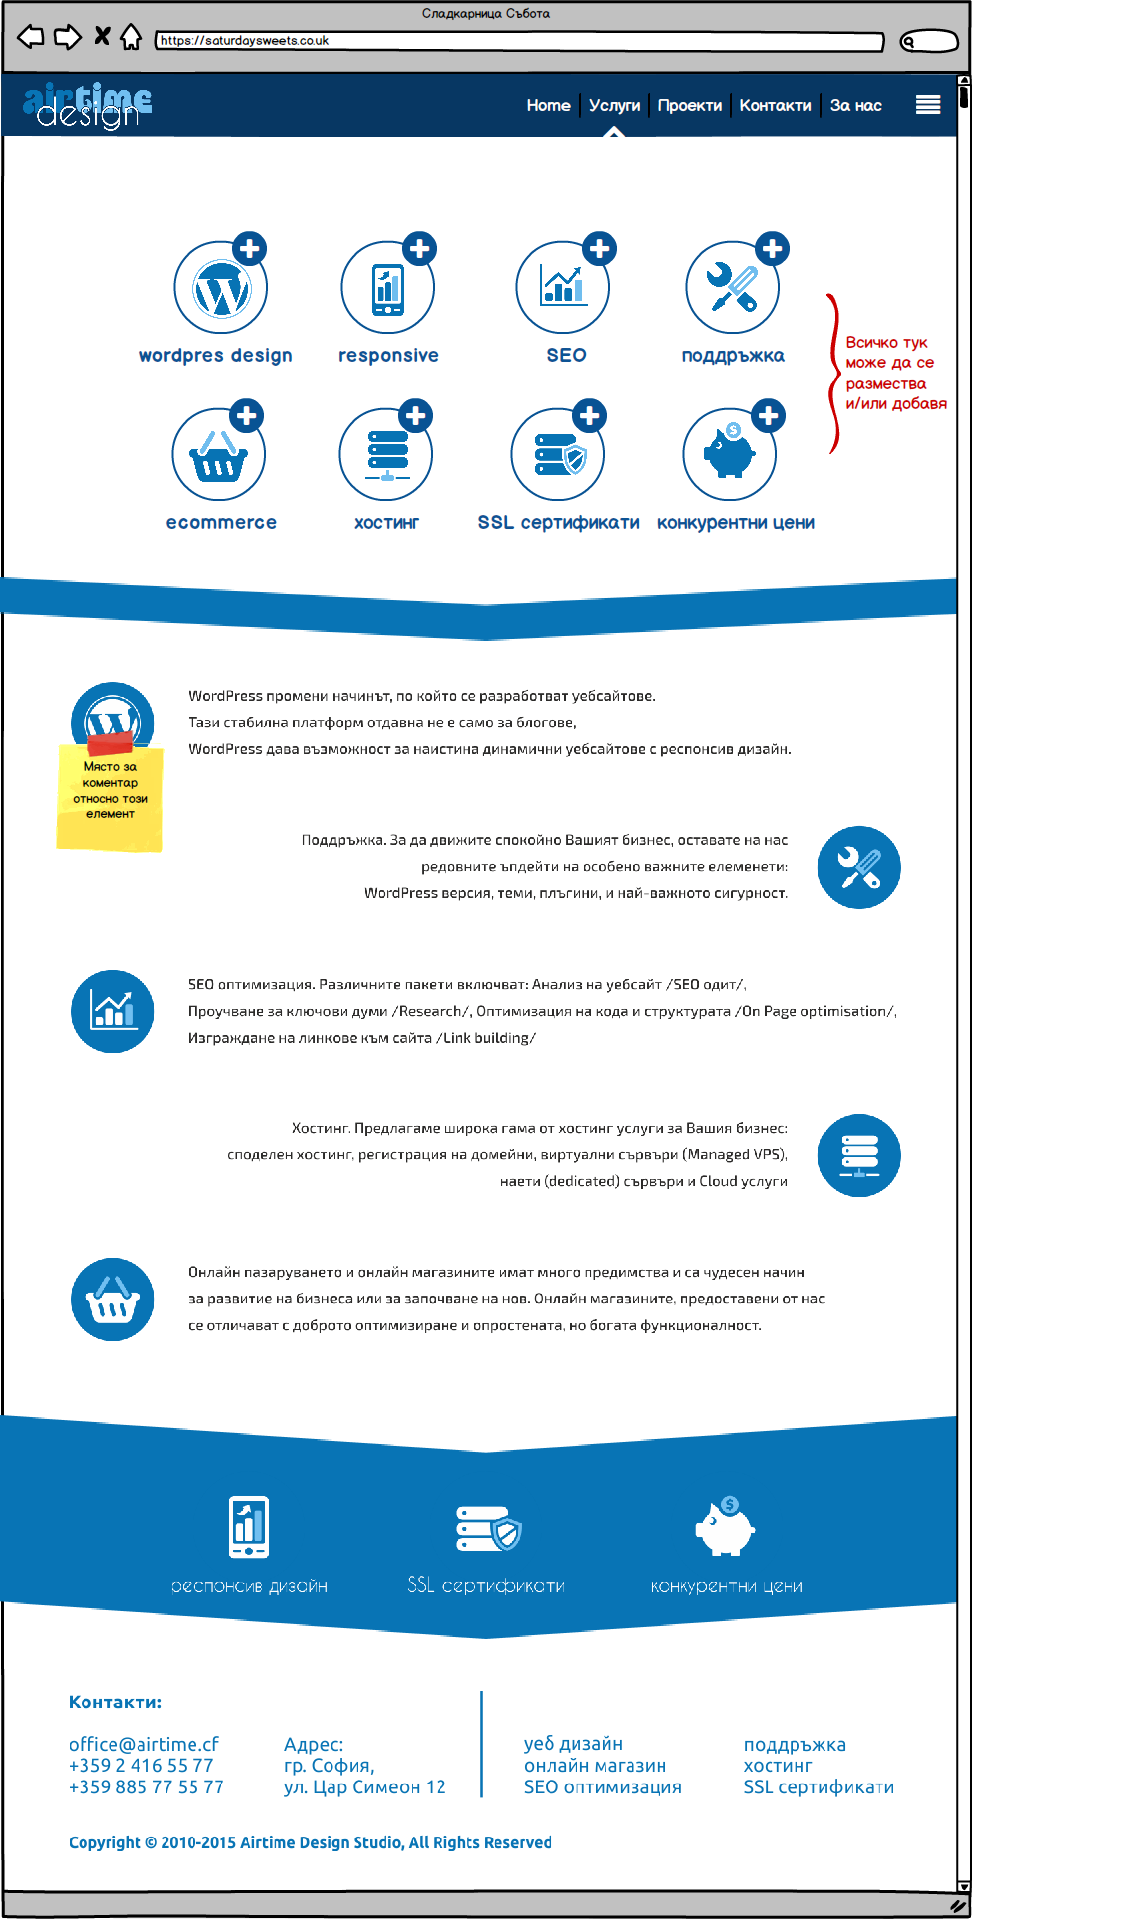 Сладкарница Събота
https://saturdaysweets.co.uk
airtime
design
Home
Услуги
Проекти
Контакти
За нас
wordpres design
responsive
SEO
поддръжка
Всичко тук
може да се
размества
и/или добавя
ecommerce
хостинг
SSL сертификати
конкурентни цени
WordPress промени начинът, по който се разработват уебсайтове.
Тази стабилна платформ отдавна не е само за блогове,
WordPress дава възможност за наистина динамични уебсайтове с респонсив дизайн.
Място за
коментар
относно този
елемент
Поддръжка. За да движите спокойно Вашият бизнес, оставате на нас
редовните ъпдейти на особено важните елеменети:
WordPress версия, теми, плъгини, и най-важното сигурност.
SEO оптимизация. Различните пакети включват: Анализ на уебсайт /SEO одит/,
Проучване за ключови думи /Research/, Оптимизация на кода и структурата /On Page optimisation/,
Изграждане на линкове към сайта /Link building/
Хостинг. Предлагаме широка гама от хостинг услуги за Вашия бизнес:
споделен хостинг, регистрация на домейни, виртуални сървъри (Managed VPS),
наети (dedicated) сървъри и Cloud услуги
Онлайн пазаруването и онлайн магазините имат много предимства и са чудесен начин
за развитие на бизнеса или за започване на нов. Онлайн магазините, предоставени от нас
се отличават с доброто оптимизиране и опростената, но богата функционалност.
респонсив дизайн
SSL сертификати
конкурентни цени
Контакти:
office@airtime.cf
+359 2 416 55 77
+359 885 77 55 77
Адрес:
гр. София,
ул. Цар Симеон 12
уеб дизайн
онлайн магазин
SEO оптимизация
поддръжка
хостинг
SSL сертификати
Copyright © 2010-2015 Airtime Design Studio, All Rights Reserved